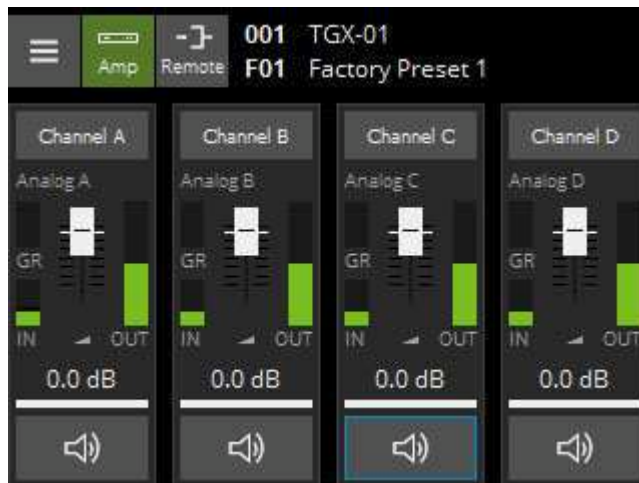 001 TGX-01
Amp Remote F01 Factory Preset 1
Channel A Channel B Channel C Channel D
Analog A Analog B Analog C Analog D
GR GR GR GR
IN OUT IN OUT IN OUT IN OUT
0.0 dB 0.0 dB 0.0 dB 0.0 dB